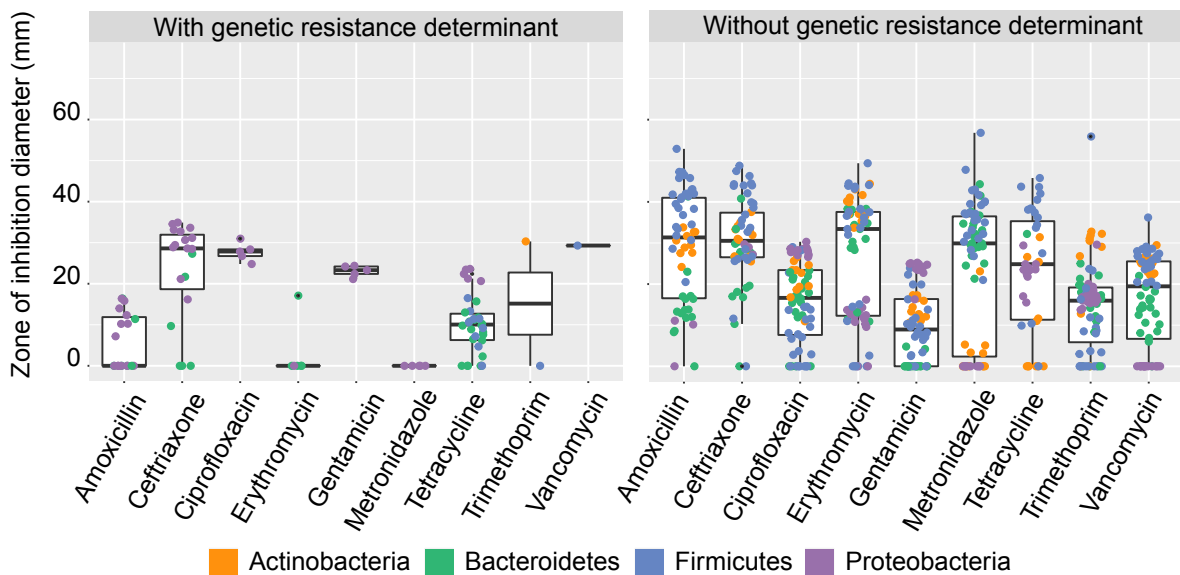 With genetic resistance determinant
Without genetic resistance determinant
Zone of inhibition diameter (mm)
60
40
20
0
Amoxicillin
Ceftriaxone
Ciprofloxacin
Erythromycin
Gentamicin
Metronidazole
Tetracycline
Trimethoprim
Vancomycin
Amoxicillin
Ceftriaxone
Ciprofloxacin
Erythromycin
Gentamicin
Metronidazole
Tetracycline
Trimethoprim
Vancomycin
Actinobacteria
Bacteroidetes
Firmicutes
Proteobacteria